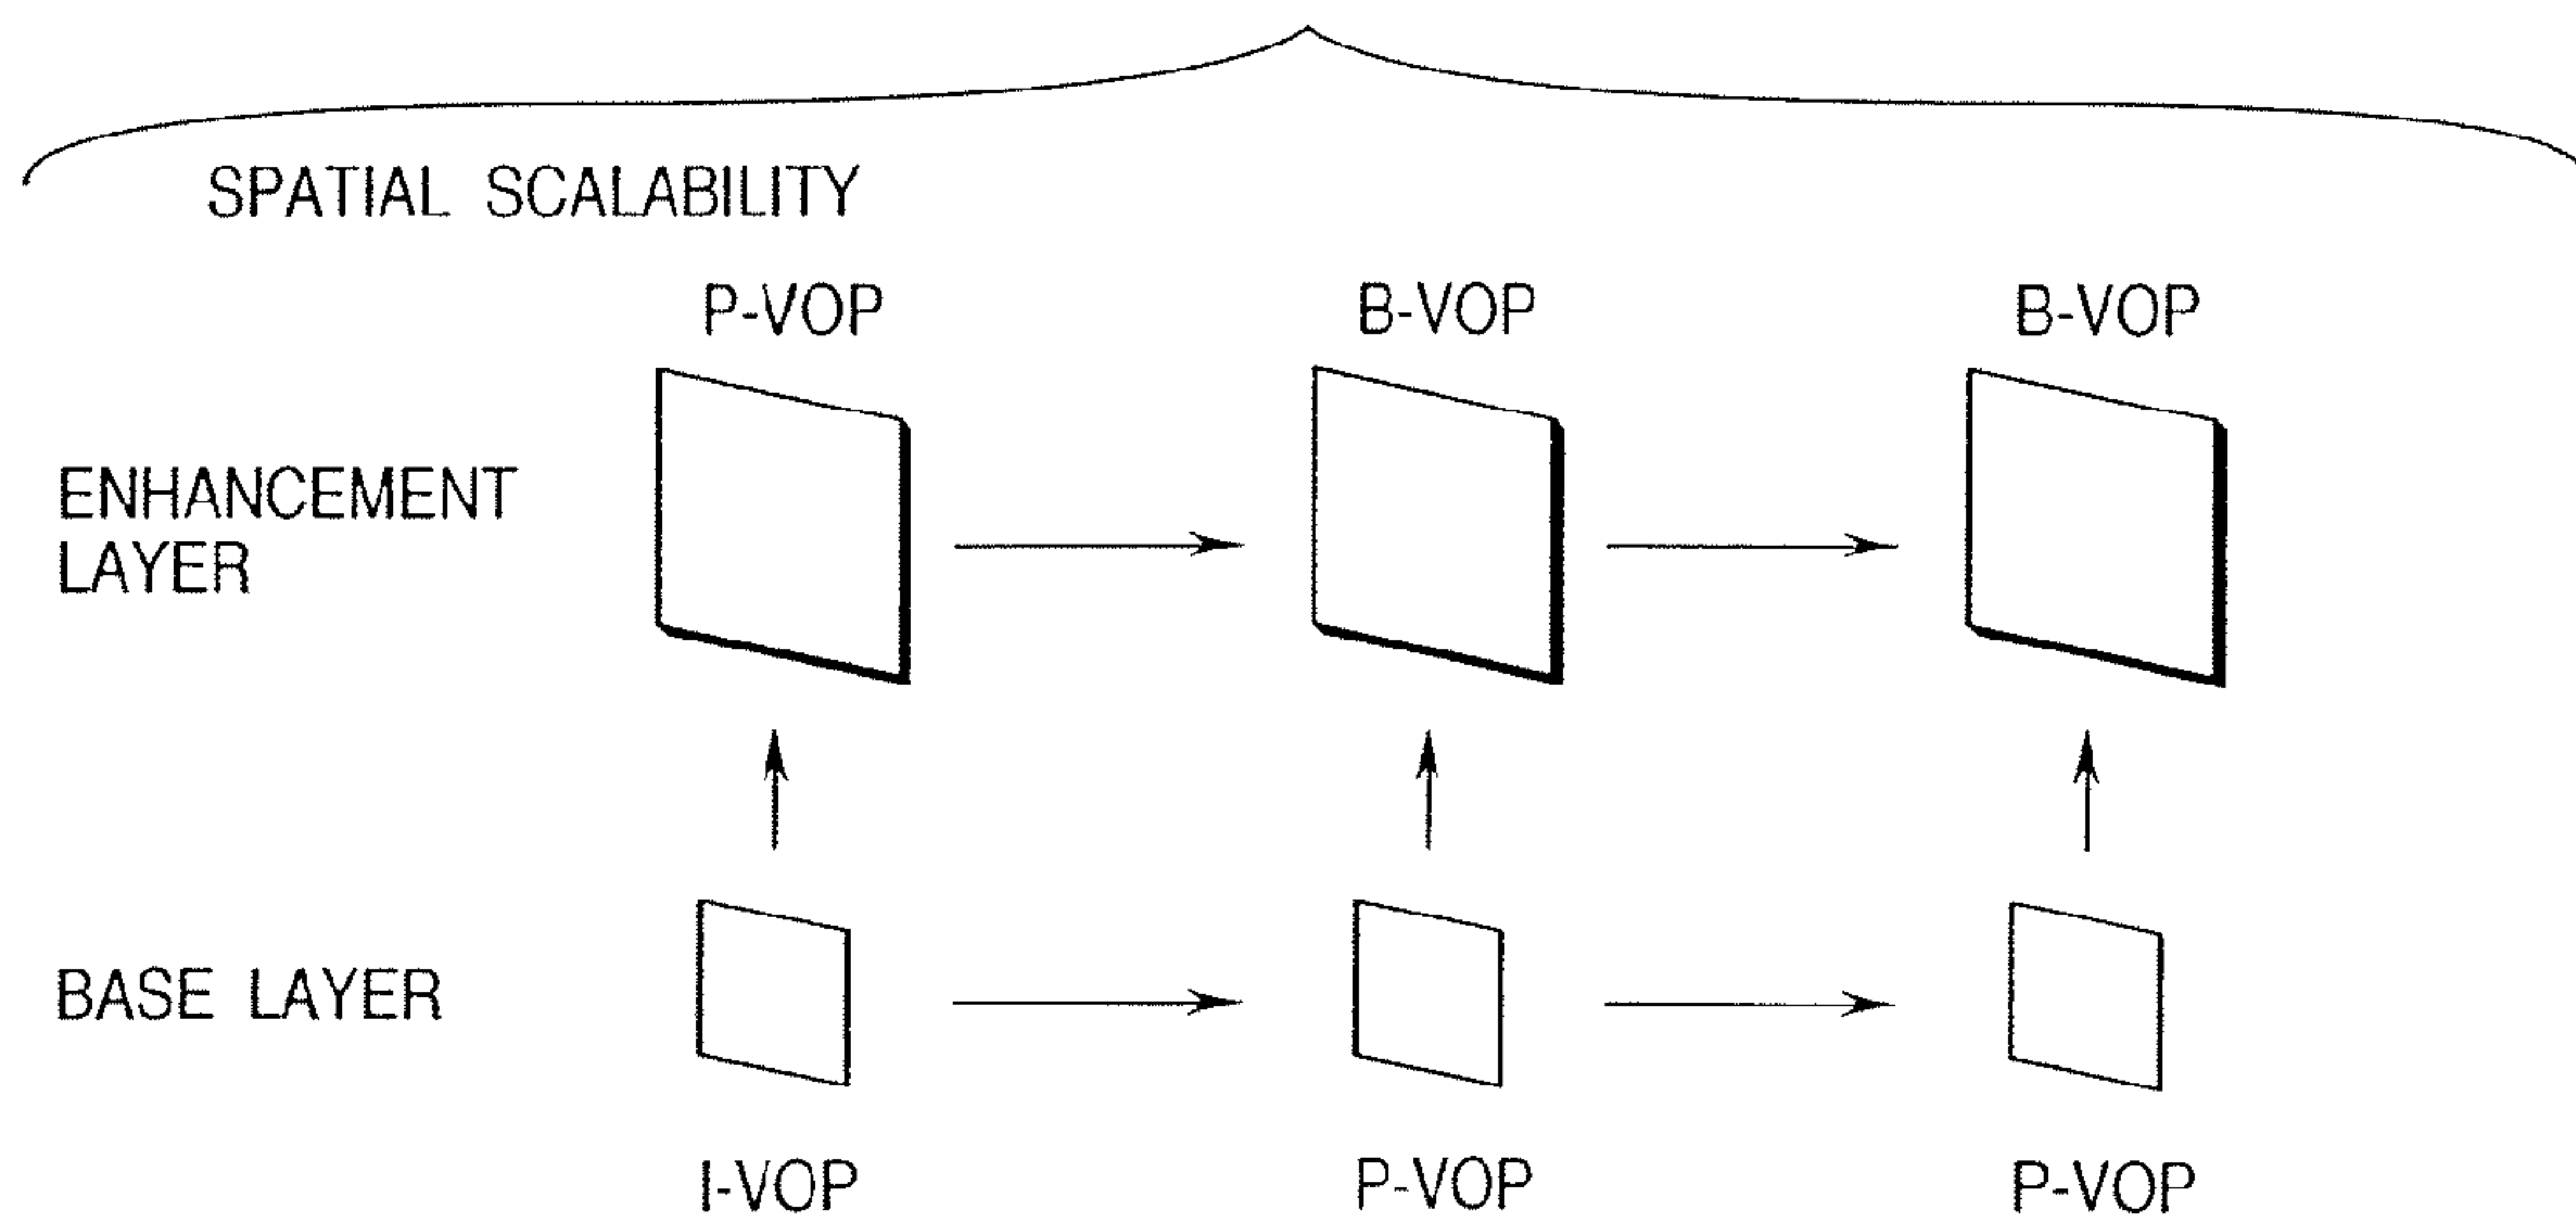 SPATIAL SCALABILITY
P-VOP B-VOP B-VOP
ENHANCEMENT
LAYER
BASE LAYER
I-VOP P-VOP P-VOP